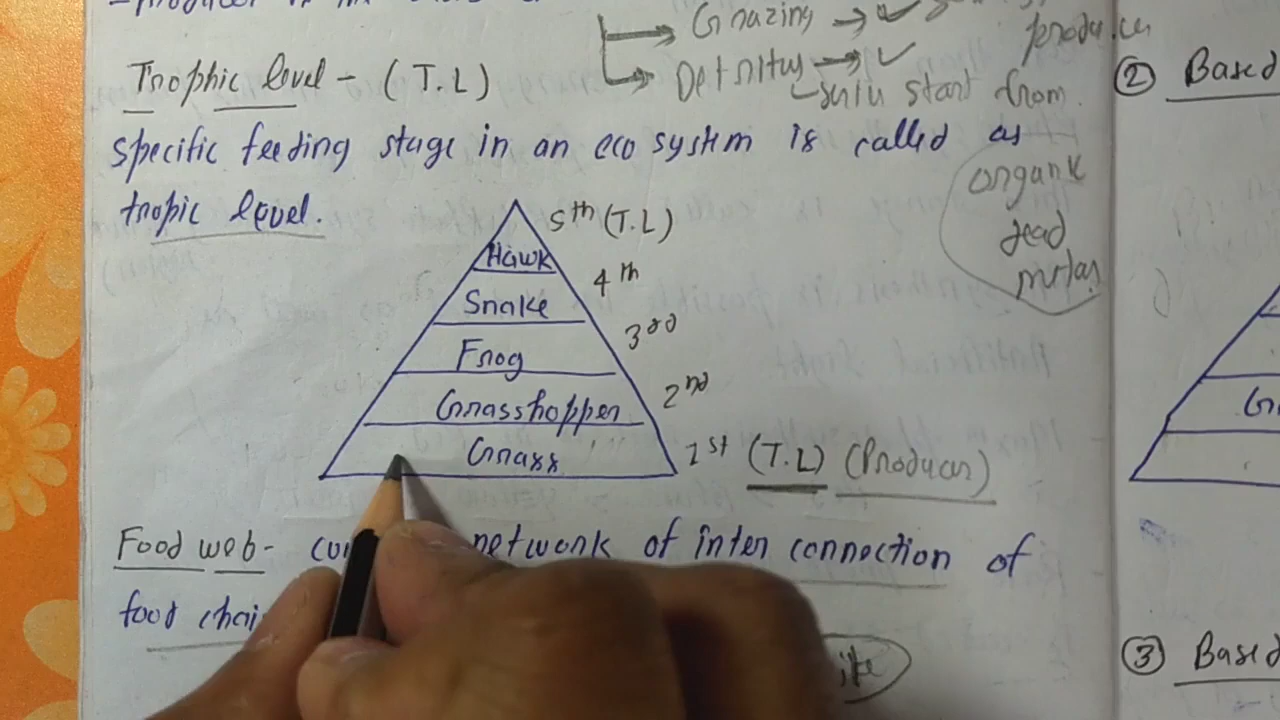 Grazing →
produ.cer
Detritus →
Trophic level - (T.L)
start from
② Based
specific feeding stage in an eco system is called as
organic
dead
tropic level.
5th (T.L)
Hawk
4th
Snake
3rd
Frog
2nd
Grasshopper
Grass
1st (T.L) (Producer)
Food web- network of inter connection of
food chai
③ Based